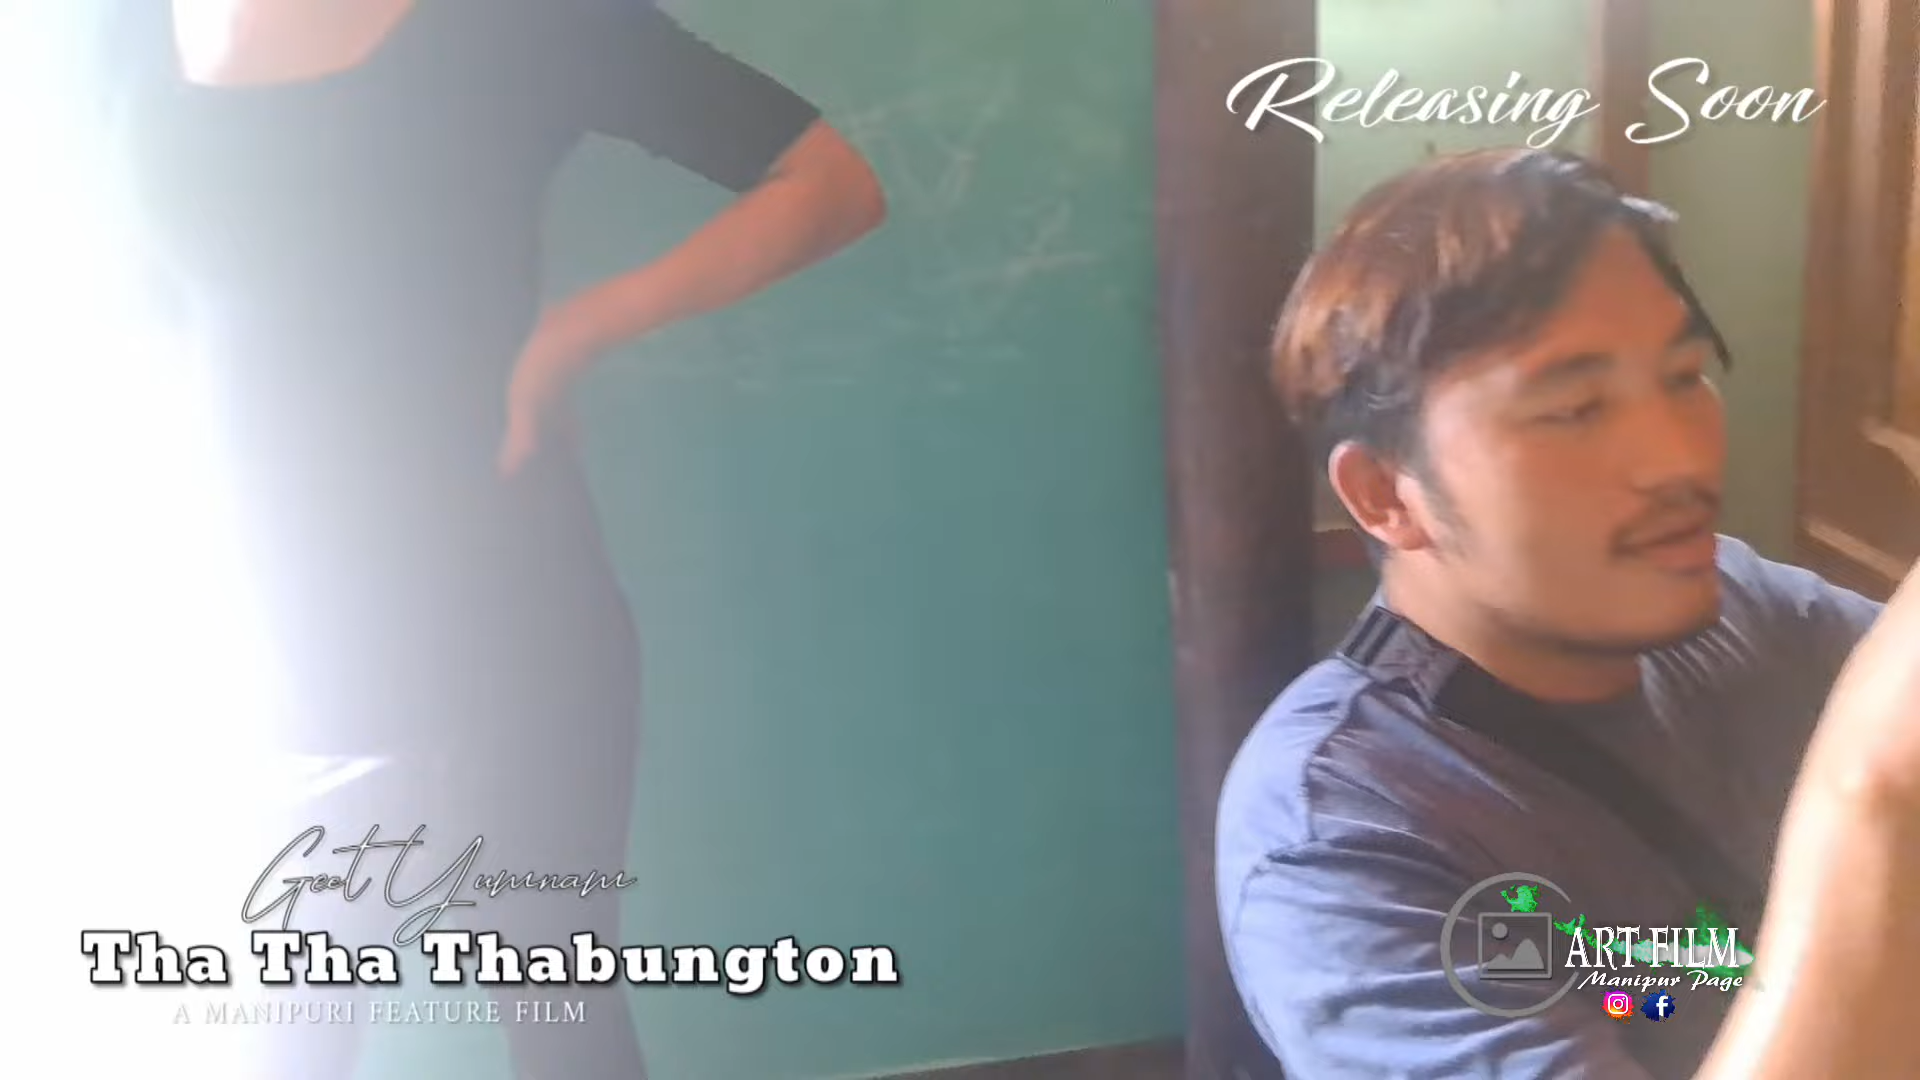 Releasing Soon
Geet Yumnam
Tha Tha Thabungton
A MANIPURI FEATURE FILM
ART FILM
Manipur Page